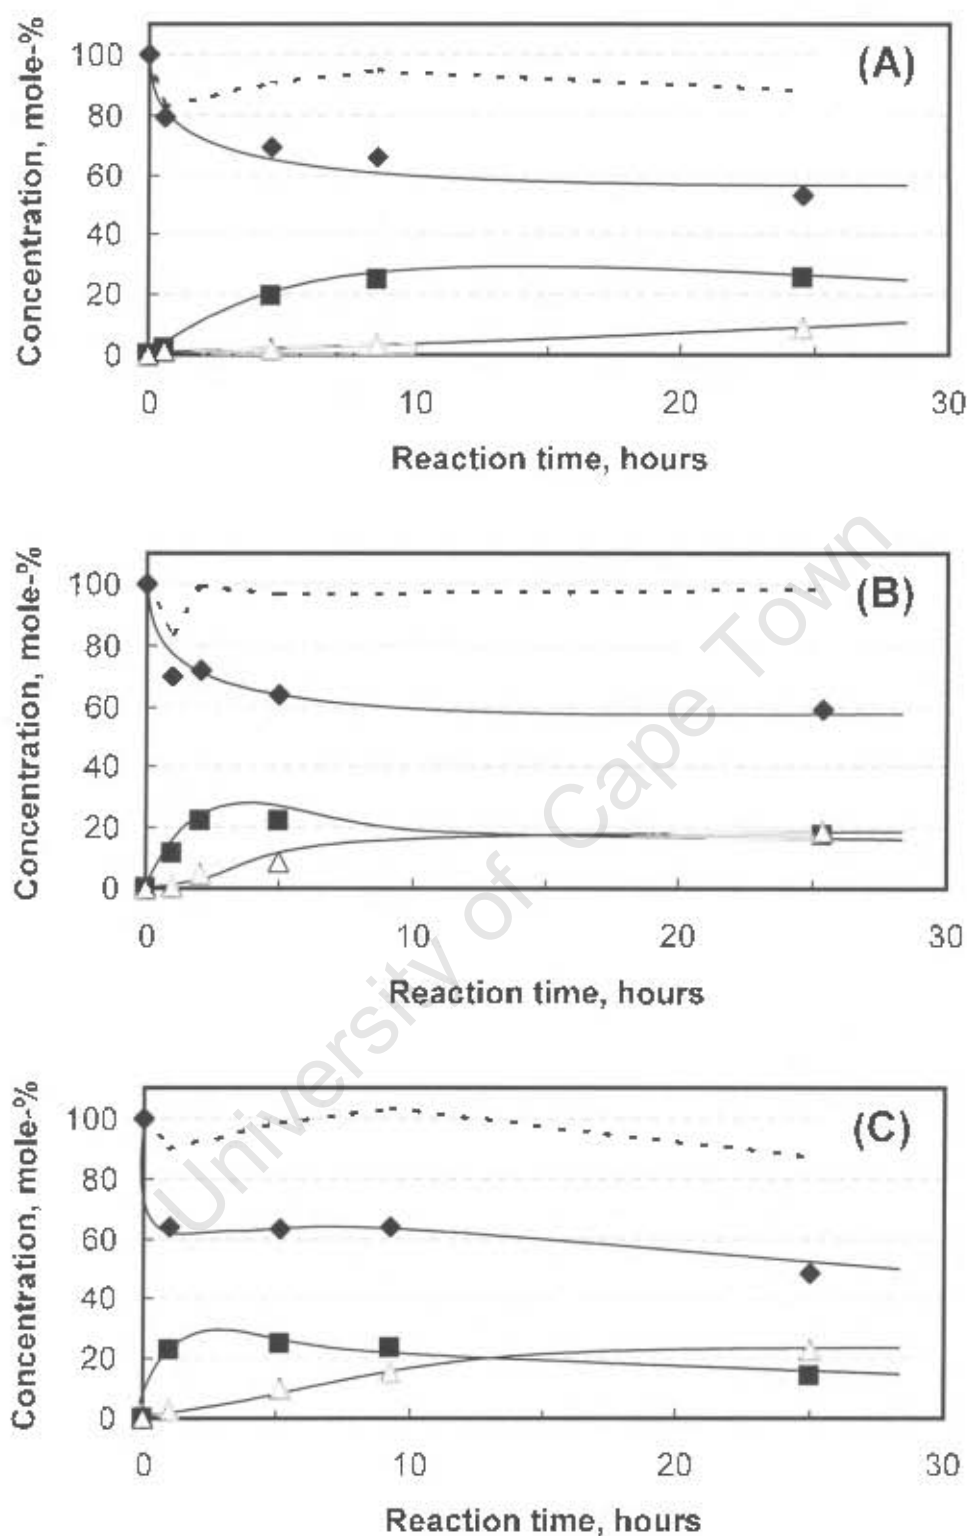 (A)
Concentration, mole-%
100
80
60
40
20
0
0 10 20 30
Reaction time, hours
(B)
Concentration, mole-%
100
80
60
40
20
0
0 10 20 30
Reaction time, hours
(C)
Concentration, mole-%
100
80
60
40
20
0
0 10 20 30
Reaction time, hours
University of Cape Town